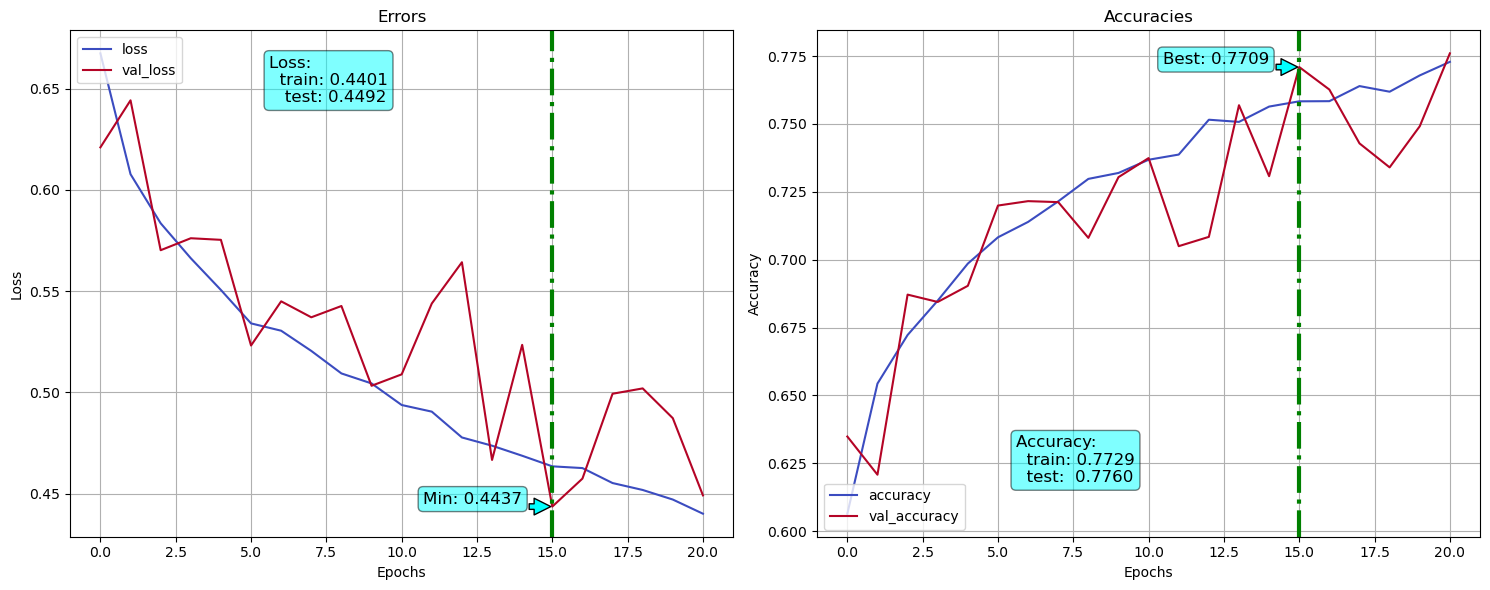 Errors
loss
val_loss
Loss:
train: 0.4401
test: 0.4492
Min: 0.4437
0.65
0.60
0.55
0.50
0.45
Loss
0.0 2.5 5.0 7.5 10.0 12.5 15.0 17.5 20.0
Epochs
Accuracies
Best: 0.7709
Accuracy:
train: 0.7729
test: 0.7760
accuracy
val_accuracy
0.775
0.750
0.725
0.700
0.675
0.650
0.625
0.600
Accuracy
0.0 2.5 5.0 7.5 10.0 12.5 15.0 17.5 20.0
Epochs